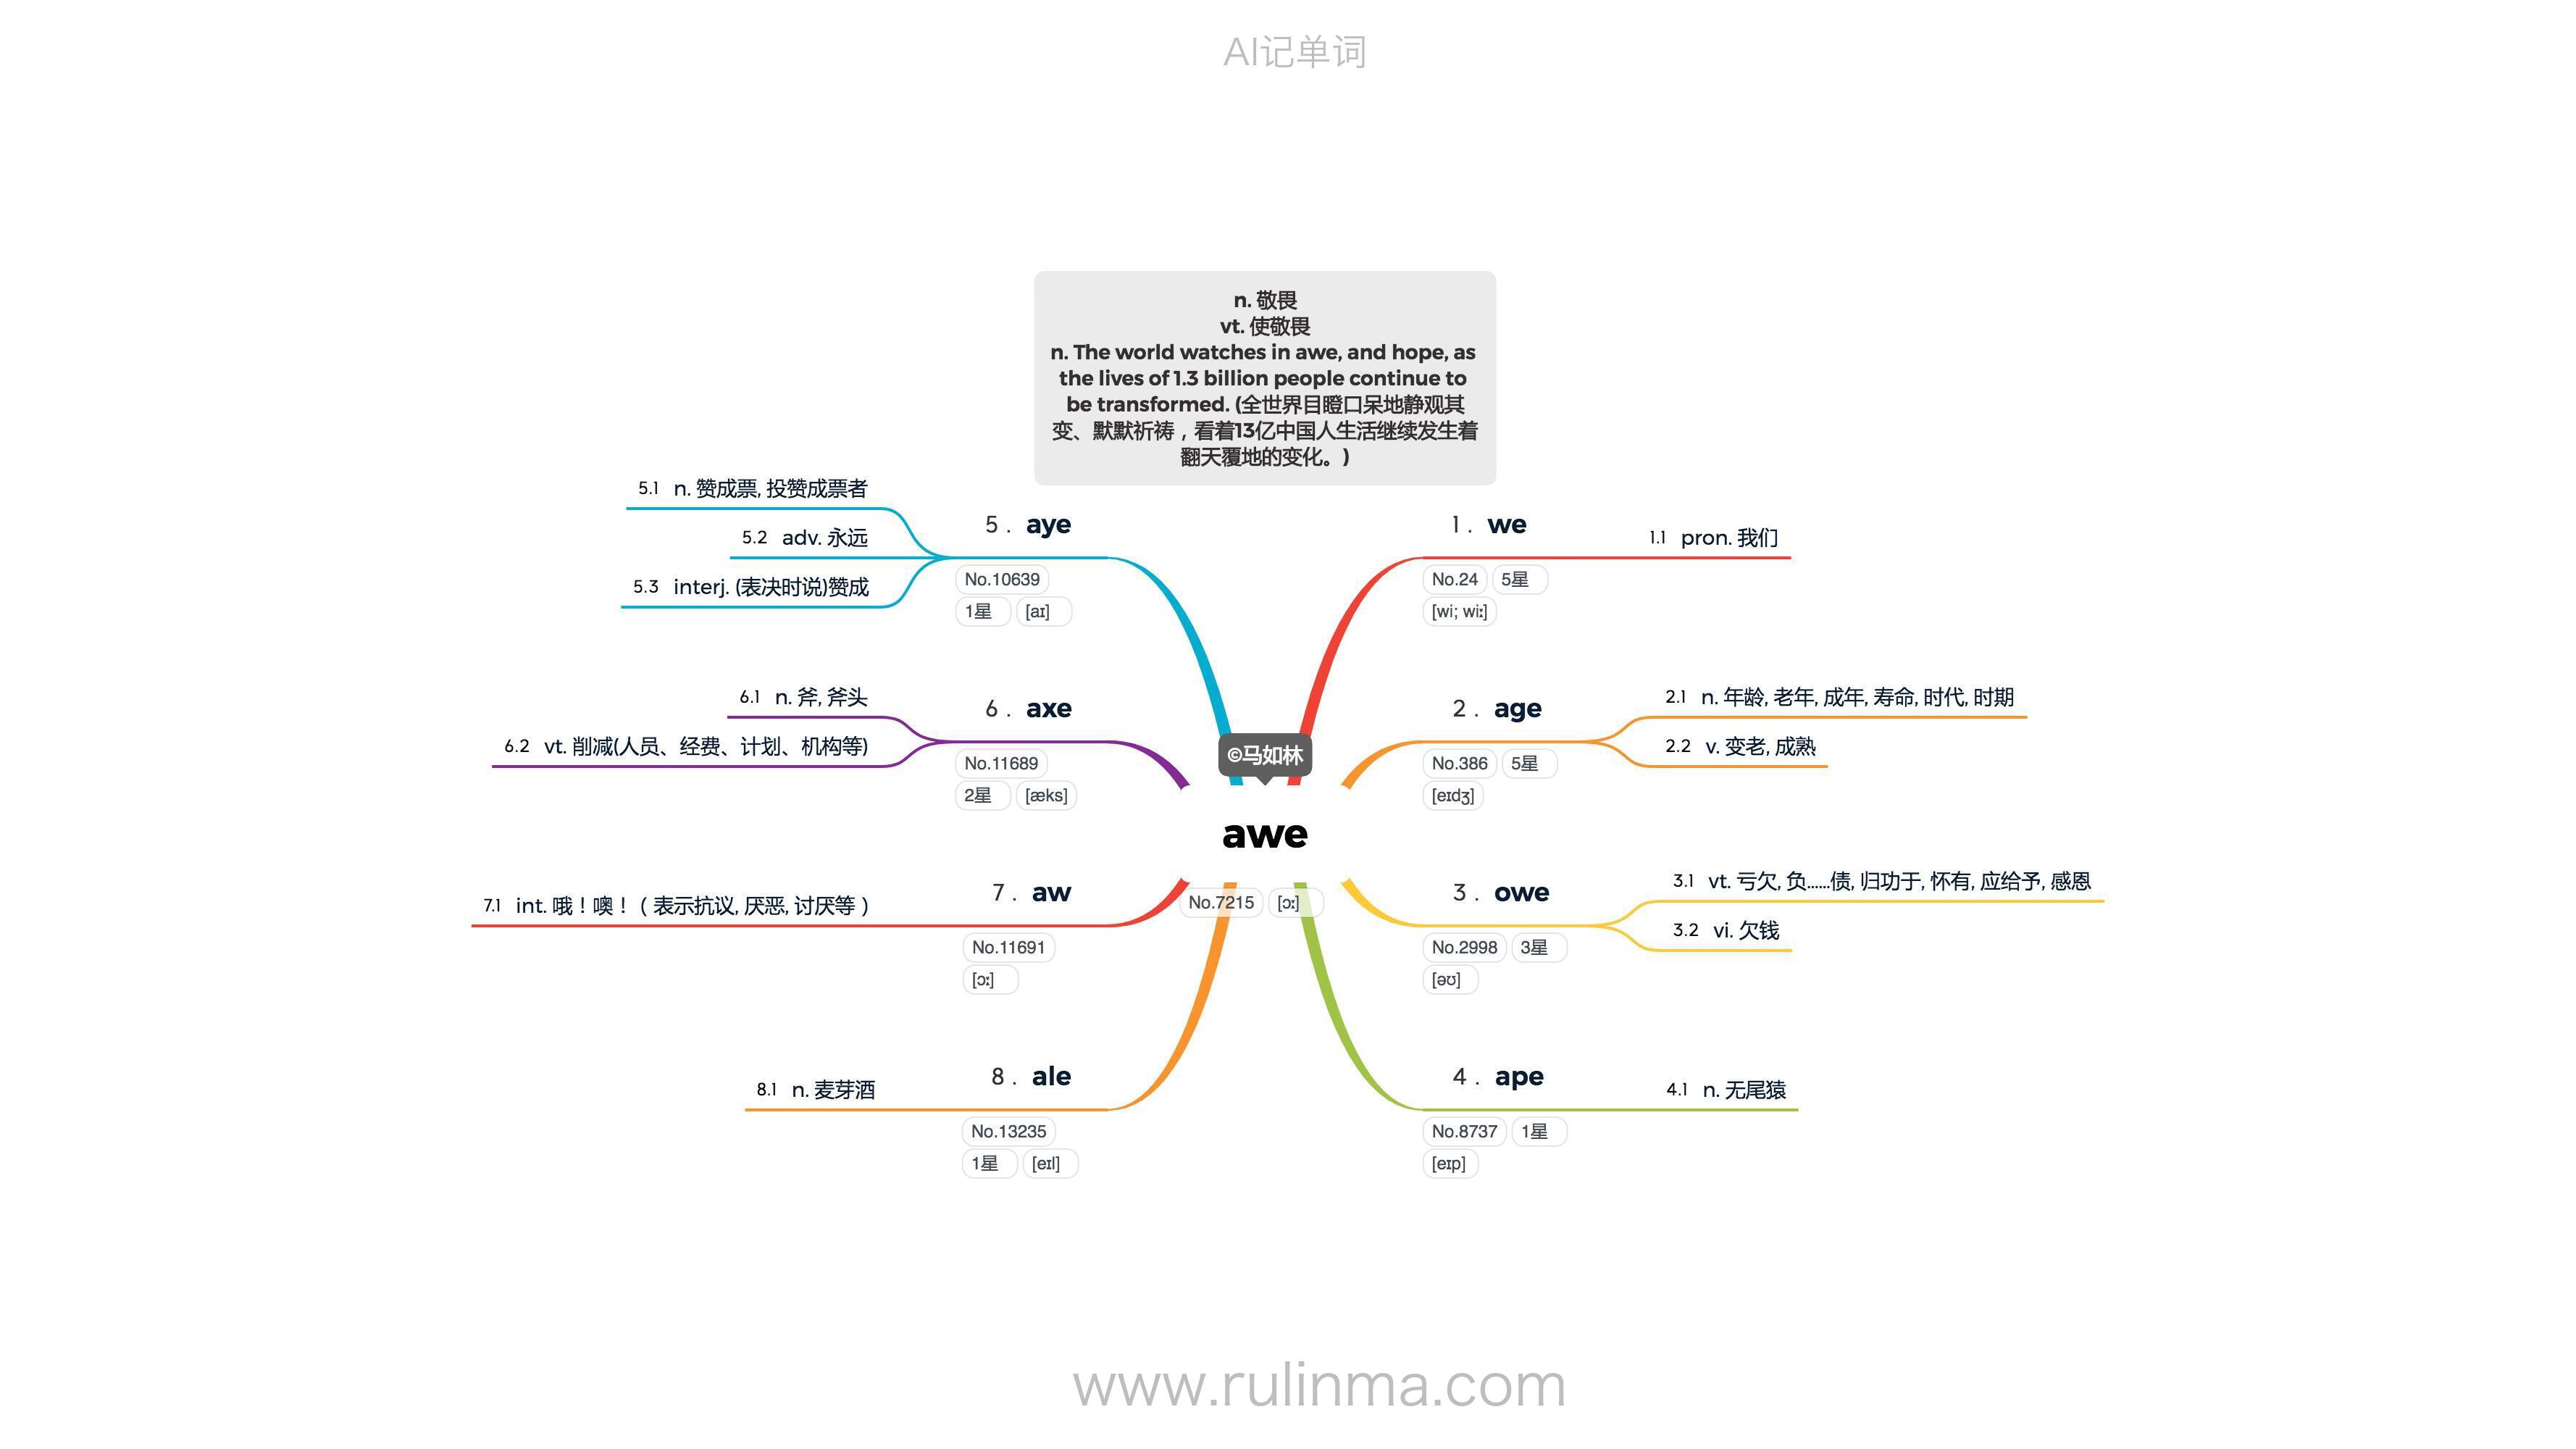 AI记单词
n. 敬畏
vt. 使敬畏
n. The world watches in awe, and hope, as
the lives of 1.3 billion people continue to
be transformed. (全世界目瞪口呆地静观其
变、默默祈祷，看着13亿中国人生活继续发生着
翻天覆地的变化。)
©马如林
awe
No.7215 [ɔː]
1. we
No.24 5星
[wi; wiː]
1.1 pron. 我们
2. age
No.386 5星
[eɪdʒ]
2.1 n. 年龄, 老年, 成年, 寿命, 时代, 时期
2.2 v. 变老, 成熟
3. owe
No.2998 3星
[əʊ]
3.1 vt. 亏欠, 负......债, 归功于, 怀有, 应给予, 感恩
3.2 vi. 欠钱
4. ape
No.8737 1星
[eɪp]
4.1 n. 无尾猿
5. aye
No.10639
1星 [aɪ]
5.1 n. 赞成票, 投赞成票者
5.2 adv. 永远
5.3 interj. (表决时说)赞成
6. axe
No.11689
2星 [æks]
6.1 n. 斧, 斧头
6.2 vt. 削减(人员、经费、计划、机构等)
7. aw
No.11691
[ɔː]
7.1 int. 哦！噢！（表示抗议, 厌恶, 讨厌等）
8. ale
No.13235
1星 [eɪl]
8.1 n. 麦芽酒
www.rulinma.com